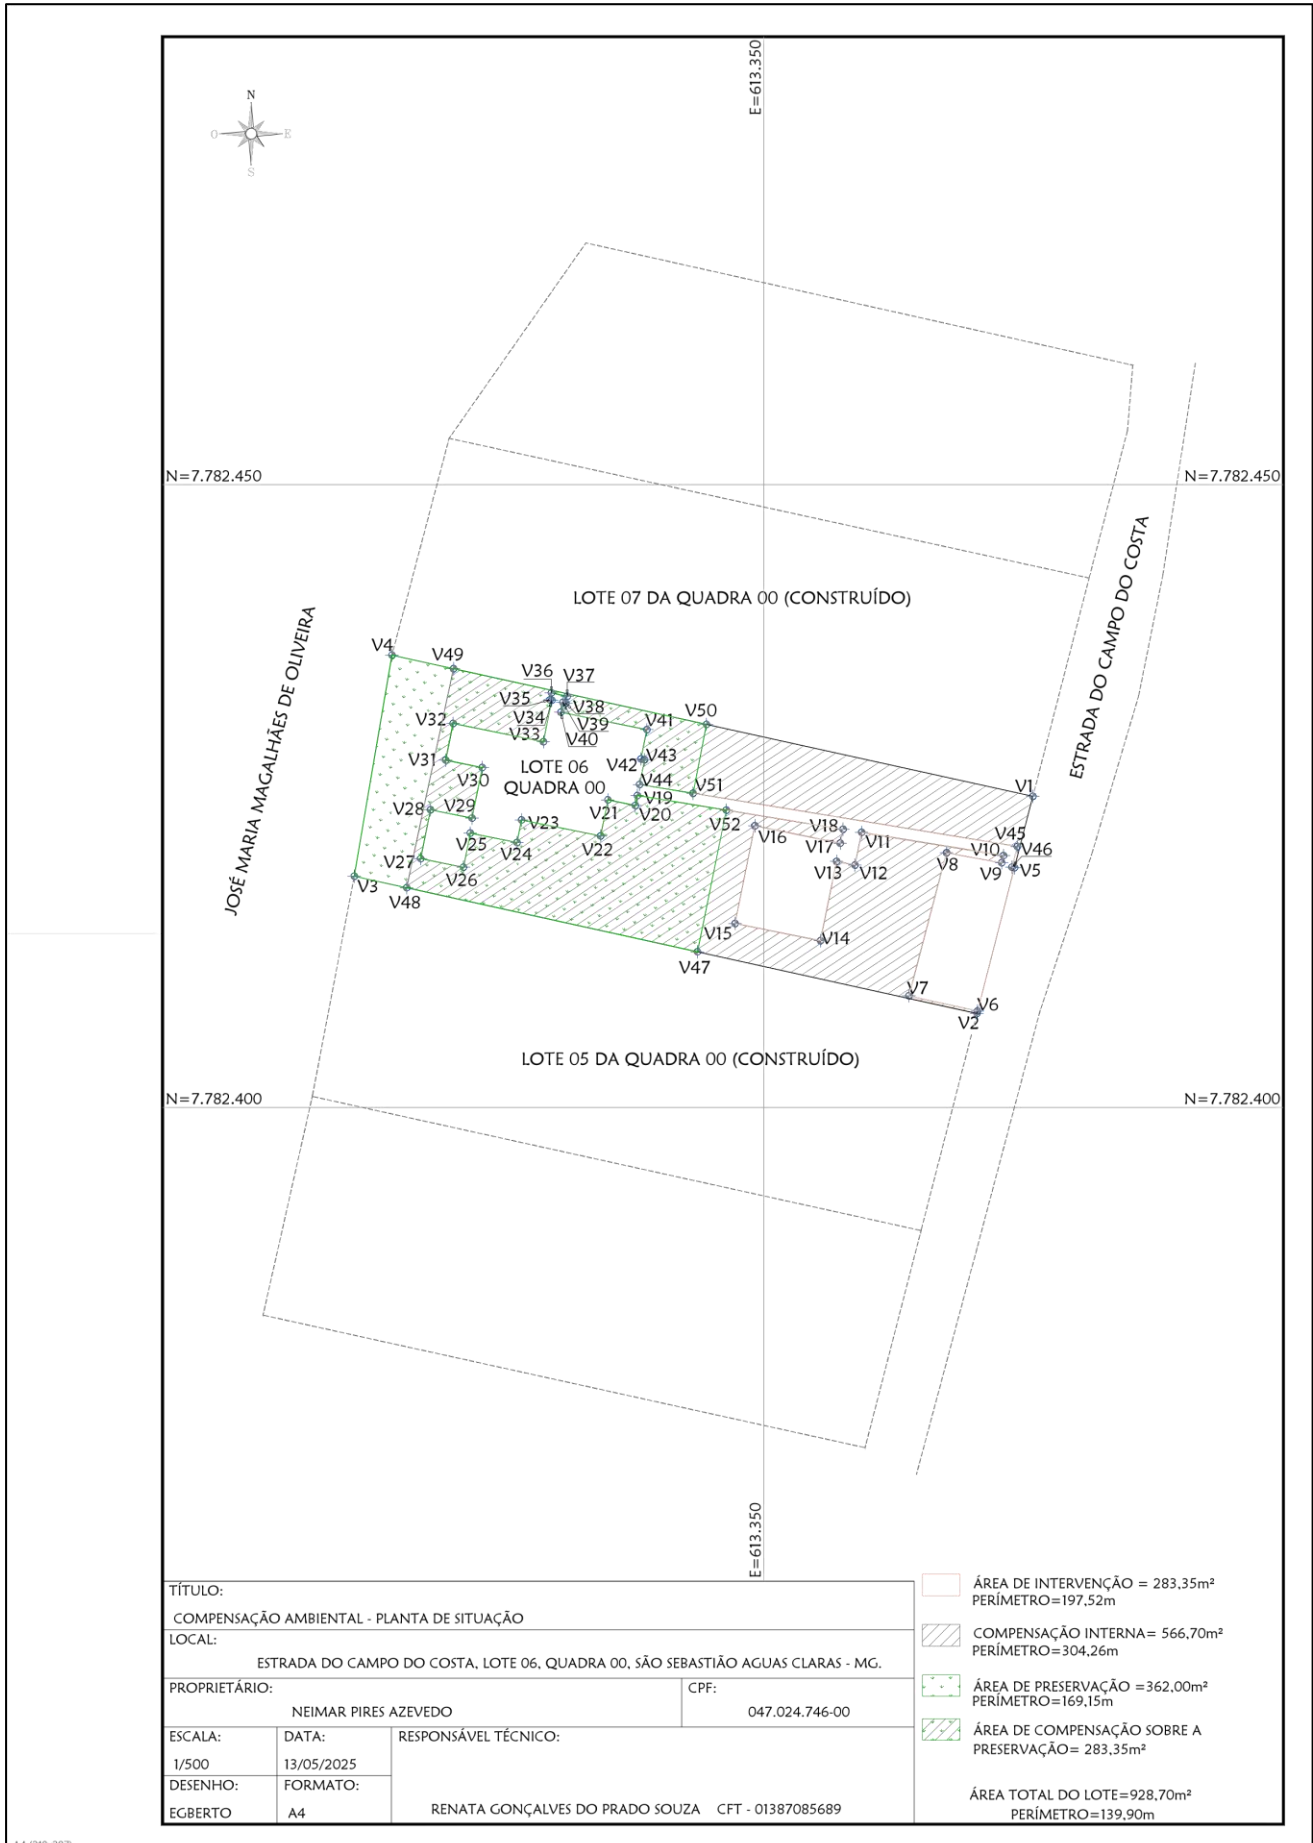 E=613.350
N
O
E
S
N=7.782.450
N=7.782.450
ESTRADA DO CAMPO DO COSTA
LOTE 07 DA QUADRA 00 (CONSTRUÍDO)
JOSÉ MARIA MAGALHÃES DE OLIVEIRA
V4
V49
V36
V37
V35
V38
V50
V32
V34
V39
V41
V33
V40
V31
V42
V43
V30
LOTE 06
QUADRA 00
V44
V51
V1
V28
V29
V21
V19
V20
V52
V23
V16
V18
V11
V45
V25
V24
V22
V17
V8
V10
V46
V27
V13
V12
V9
V5
V26
V3
V48
V15
V14
V47
V7
V6
V2
LOTE 05 DA QUADRA 00 (CONSTRUÍDO)
N=7.782.400
N=7.782.400
E=613.350
TÍTULO:
COMPENSAÇÃO AMBIENTAL - PLANTA DE SITUAÇÃO
LOCAL:
ESTRADA DO CAMPO DO COSTA, LOTE 06, QUADRA 00, SÃO SEBASTIÃO AGUAS CLARAS - MG.
PROPRIETÁRIO:
NEIMAR PIRES AZEVEDO
CPF:
047.024.746-00
ESCALA:
1/500
DATA:
13/05/2025
RESPONSÁVEL TÉCNICO:
DESENHO:
EGBERTO
FORMATO:
A4
RENATA GONÇALVES DO PRADO SOUZA CFT - 01387085689
ÁREA DE INTERVENÇÃO = 283,35m²
PERÍMETRO=197,52m
COMPENSAÇÃO INTERNA= 566,70m²
PERÍMETRO=304,26m
ÁREA DE PRESERVAÇÃO =362,00m²
PERÍMETRO=169,15m
ÁREA DE COMPENSAÇÃO SOBRE A
PRESERVAÇÃO= 283,35m²
ÁREA TOTAL DO LOTE=928,70m²
PERÍMETRO=139,90m